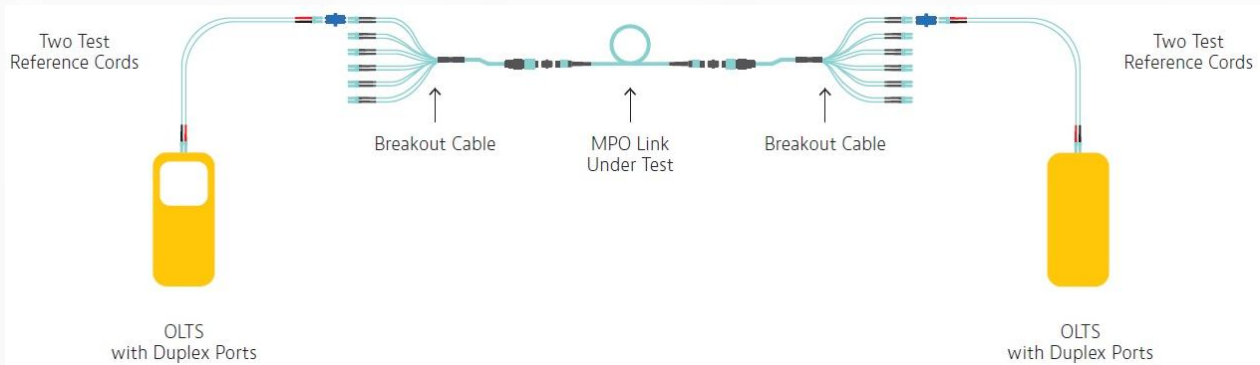 Two Test
Reference Cords
Two Test
Reference Cords
Breakout Cable
MPO Link
Under Test
Breakout Cable
OLTS
with Duplex Ports
OLTS
with Duplex Ports